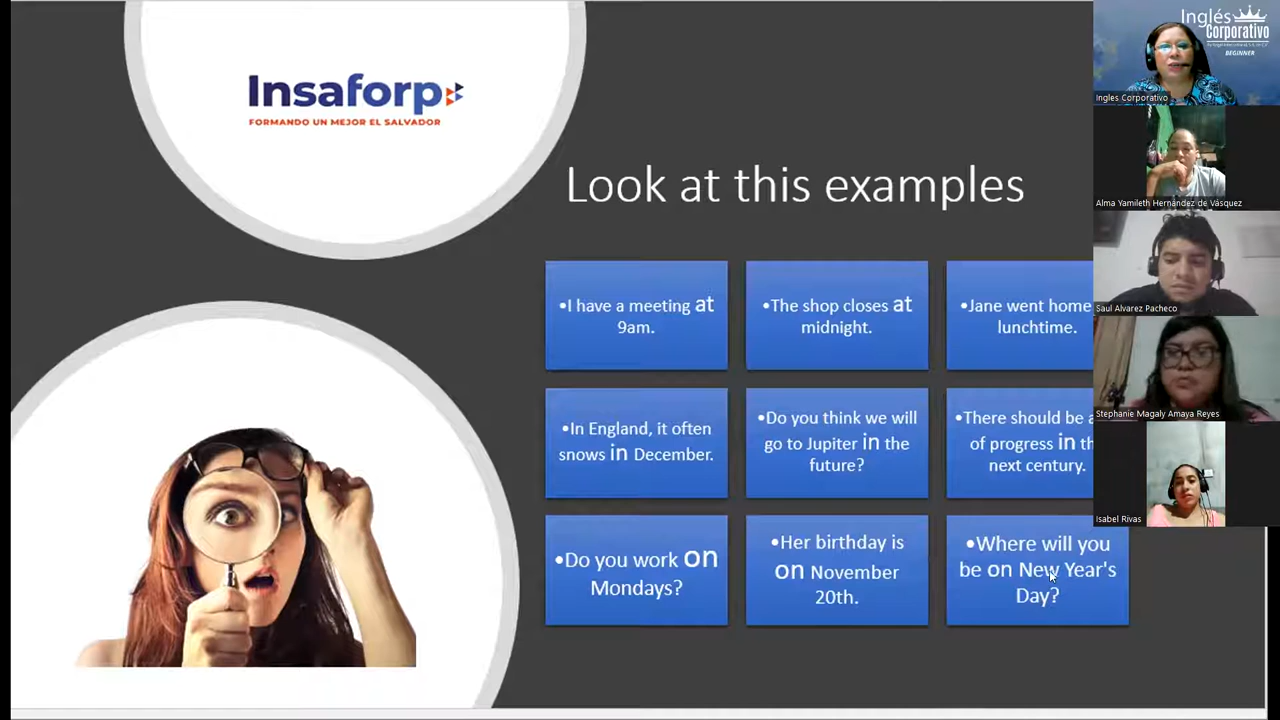 Insaforp
FORMANDO UN MEJOR EL SALVADOR
Look at this examples
•I have a meeting at
9am.
•The shop closes at
midnight.
•Jane went home
lunchtime.
•In England, it often
snows in December.
•Do you think we will
go to Jupiter in the
future?
•There should be
of progress in
next century.
•Do you work on
Mondays?
•Her birthday is
on November
20th.
•Where will you
be on New Year's
Day?
Inglés
Corporativo
BEGINNER
Ingles Corporativo
Alma Yamileth Hernandez de Vásquez
Saul Alvarez Pacheco
Stephanie Magaly Amaya Reyes
Isabel Rivas